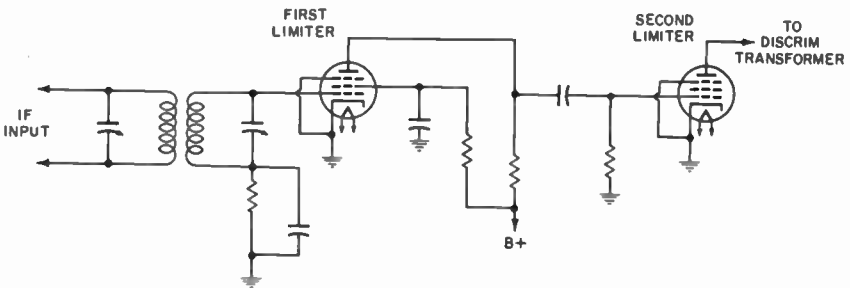 FIRST
LIMITER
SECOND
LIMITER
TO
DISCRIM
TRANSFORMER
IF
INPUT
B+